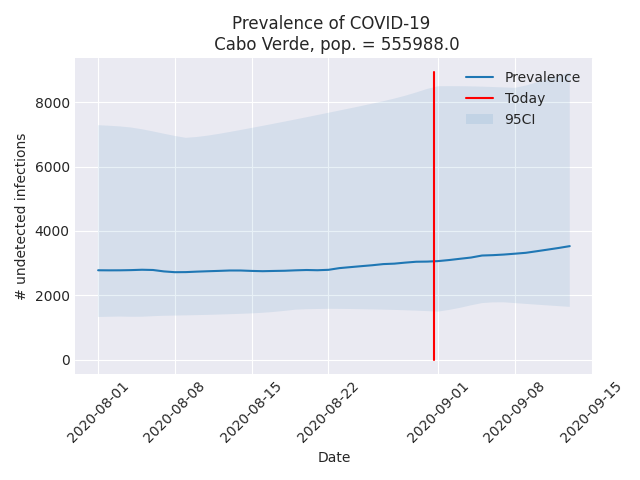 Prevalence of COVID-19
Cabo Verde, pop. = 555988.0
Prevalence
Today
95CI
8000
6000
4000
2000
0
# undetected infections
2020-08-01
2020-08-08
2020-08-15
2020-08-22
2020-09-01
2020-09-08
2020-09-15
Date